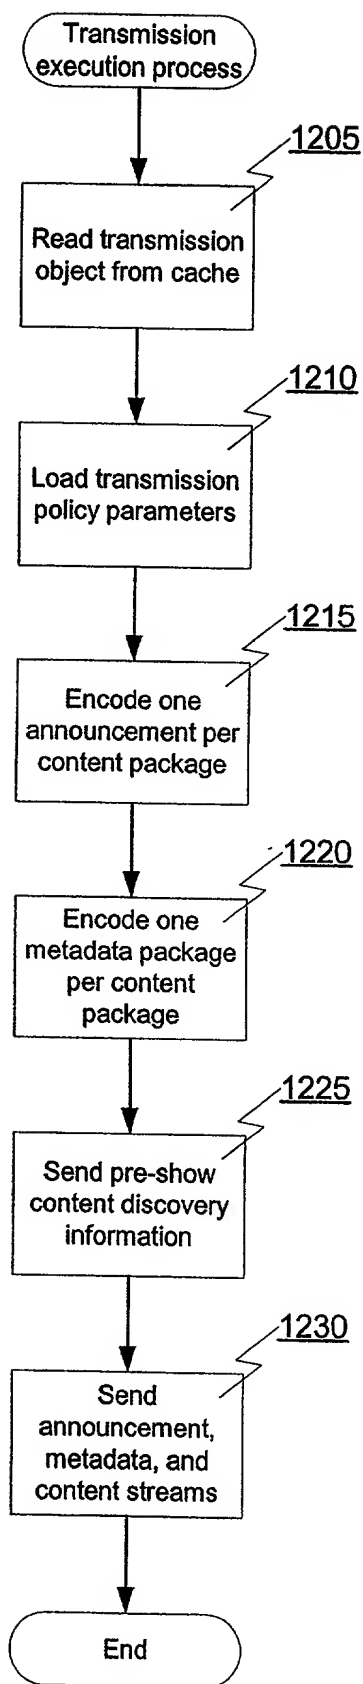 Transmission
execution process
1205
Read transmission
object from cache
1210
Load transmission
policy parameters
1215
Encode one
announcement per
content package
1220
Encode one
metadata package
per content
package
1225
Send pre-show
content discovery
information
1230
Send
announcement,
metadata, and
content streams
End